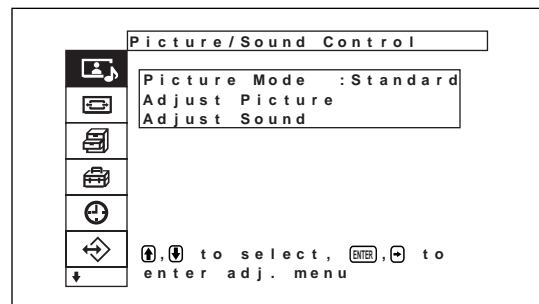 Picture/Sound Control
Picture Mode :Standard
Adjust Picture
Adjust Sound
, to select, ENTER, to
enter adj. menu